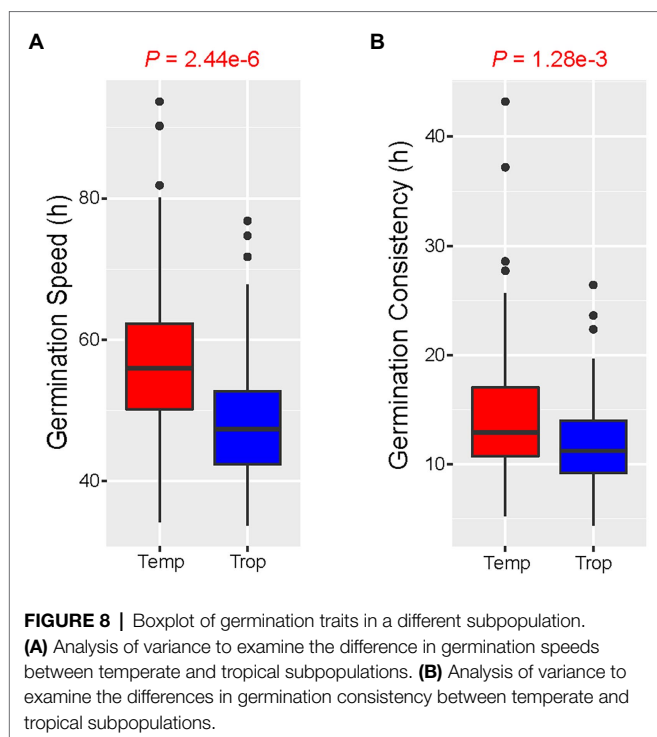 A
P = 2.44e-6
Germination Speed (h)
80
60
40
Temp Trop
B
P = 1.28e-3
Germination Consistency (h)
40
30
20
10
Temp Trop
FIGURE 8 | Boxplot of germination traits in a different subpopulation.
(A) Analysis of variance to examine the difference in germination speeds
between temperate and tropical subpopulations. (B) Analysis of variance to
examine the differences in germination consistency between temperate and
tropical subpopulations.